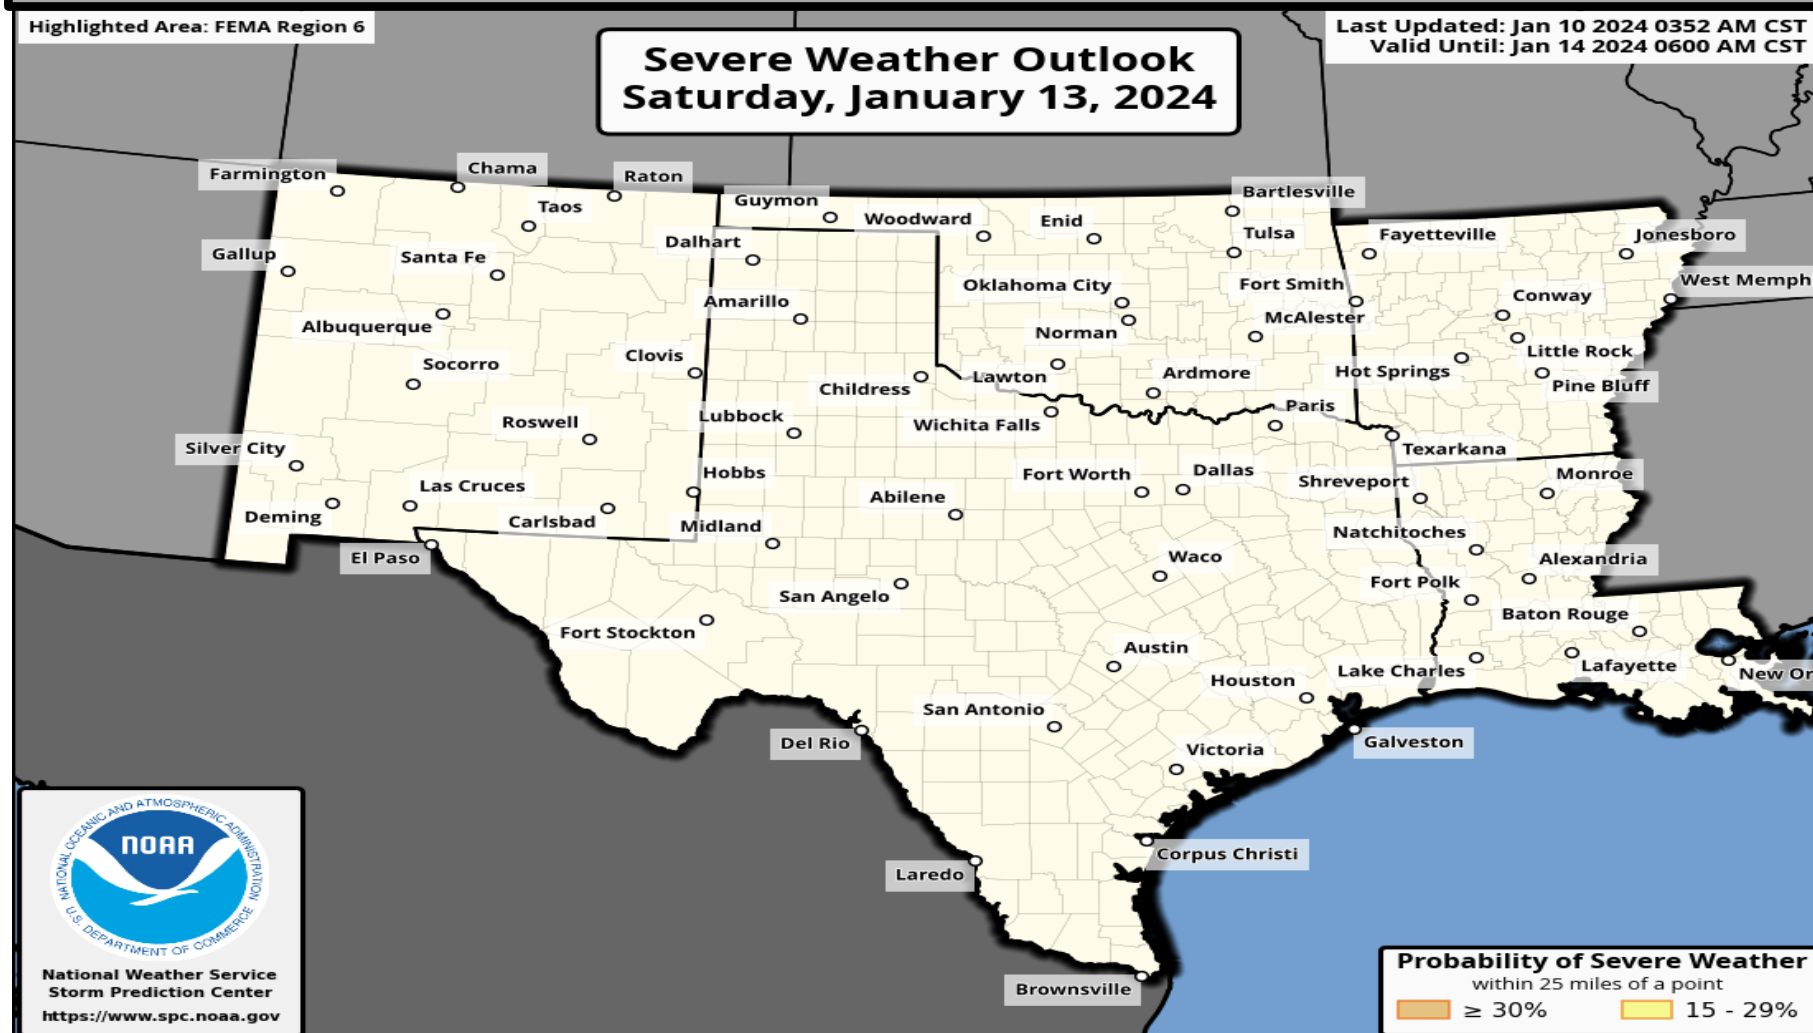 Highlighted Area: FEMA Region 6
Severe Weather Outlook
Saturday, January 13, 2024
Last Updated: Jan 10 2024 0352 AM CST
Valid Until: Jan 14 2024 0600 AM CST
Farmington
Chama
Raton
Taos
Guymon
Woodward
Enid
Bartlesville
Tulsa
Fayetteville
Jonesboro
Gallup
Santa Fe
Dalhart
Oklahoma City
Fort Smith
Conway
West Memph
Albuquerque
Amarillo
Norman
McAlester
Little Rock
Socorro
Clovis
Childress
Lawton
Ardmore
Hot Springs
Pine Bluff
Roswell
Lubbock
Wichita Falls
Paris
Texarkana
Silver City
Las Cruces
Hobbs
Abilene
Fort Worth
Dallas
Shreveport
Monroe
Deming
Carlsbad
Midland
Natchitoches
El Paso
San Angelo
Waco
Fort Polk
Alexandria
Fort Stockton
Austin
Baton Rouge
Houston
Lake Charles
Lafayette
New Or
San Antonio
Del Rio
Victoria
Galveston
Laredo
Corpus Christi
Brownsville
NATIONAL OCEANIC AND ATMOSPHERIC ADMINISTRATION
NOAA
U.S. DEPARTMENT OF COMMERCE
National Weather Service
Storm Prediction Center
https://www.spc.noaa.gov
Probability of Severe Weather
within 25 miles of a point
≥ 30%
15 - 29%